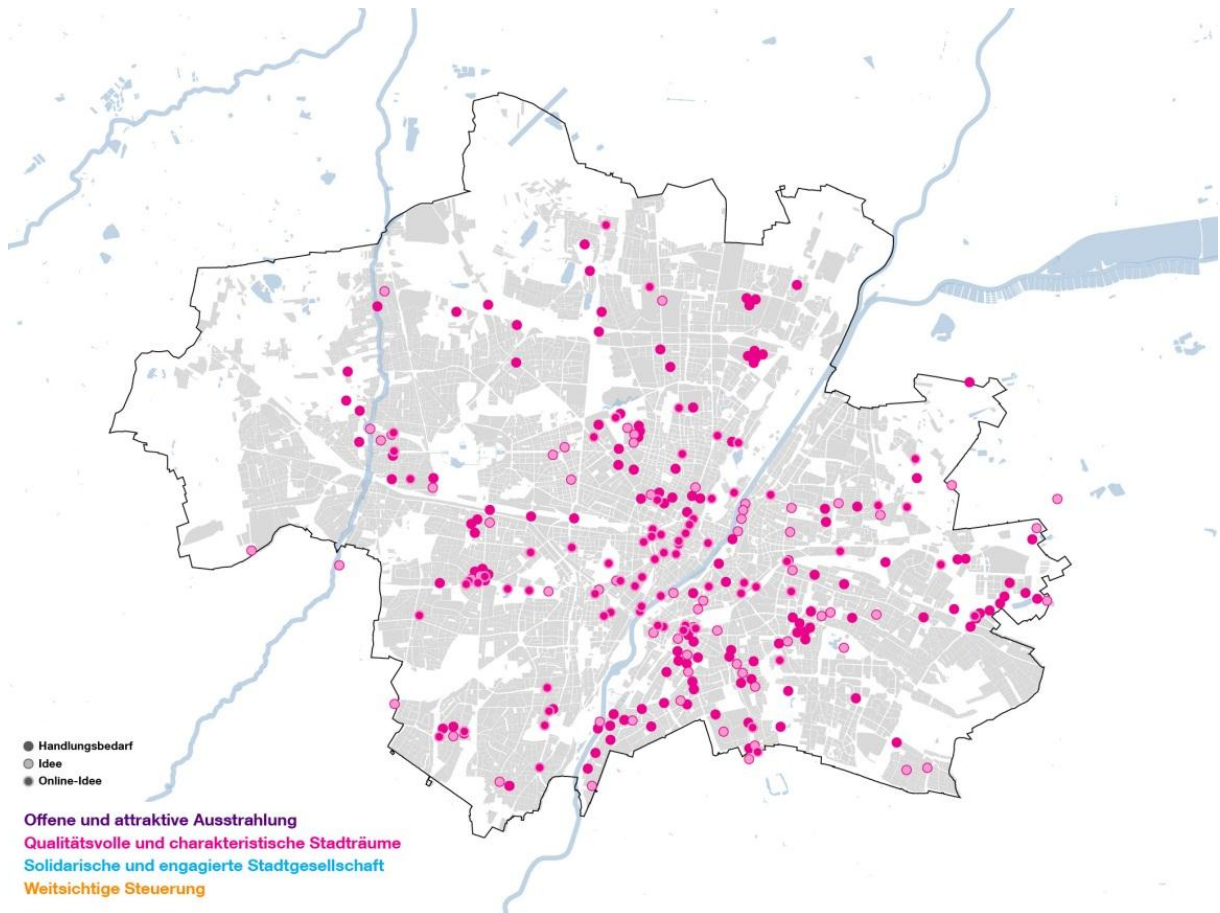 Handlungsbedarf
Idee
Online-Idee
Offene und attraktive Ausstrahlung
Qualitätsvolle und charakteristische Stadträume
Solidarische und engagierte Stadtgesellschaft
Weitsichtige Steuerung